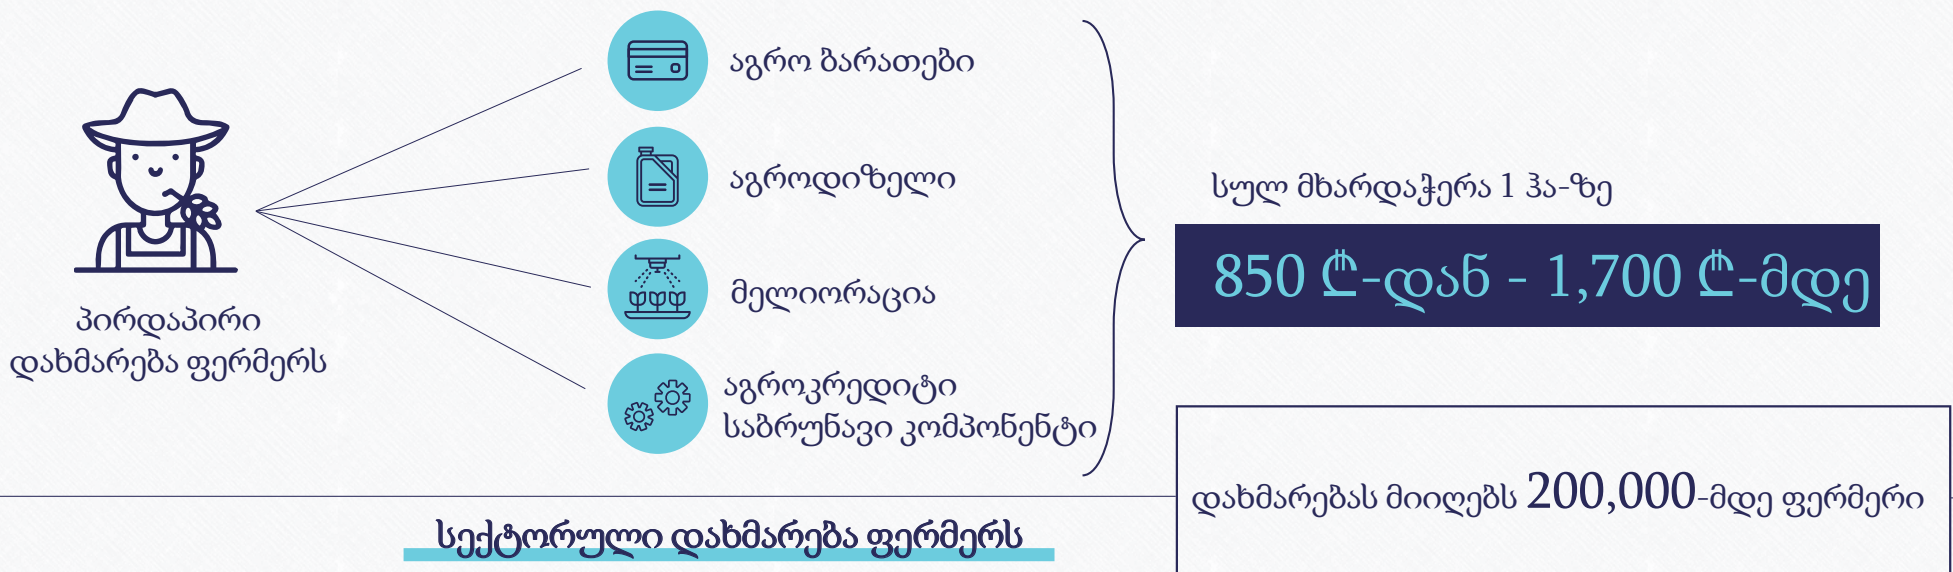 აგრო ბარათები
აგროდიზელი
მელიორაცია
აგროკრედიტი
საბრუნავი კომპონენტი
პირდაპირი
დახმარება ფერმერს
სულ მხარდაჭერა 1 ჰა-ზე
850 ₾-დან - 1,700 ₾-მდე
დახმარებას მიიღებს 200,000-მდე ფერმერი
სექტორული დახმარება ფერმერს